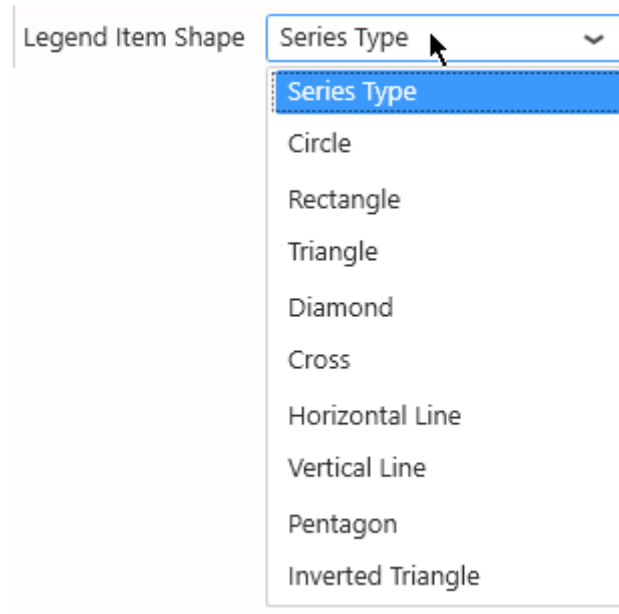 Legend Item Shape Series Type
Series Type
Circle
Rectangle
Triangle
Diamond
Cross
Horizontal Line
Vertical Line
Pentagon
Inverted Triangle